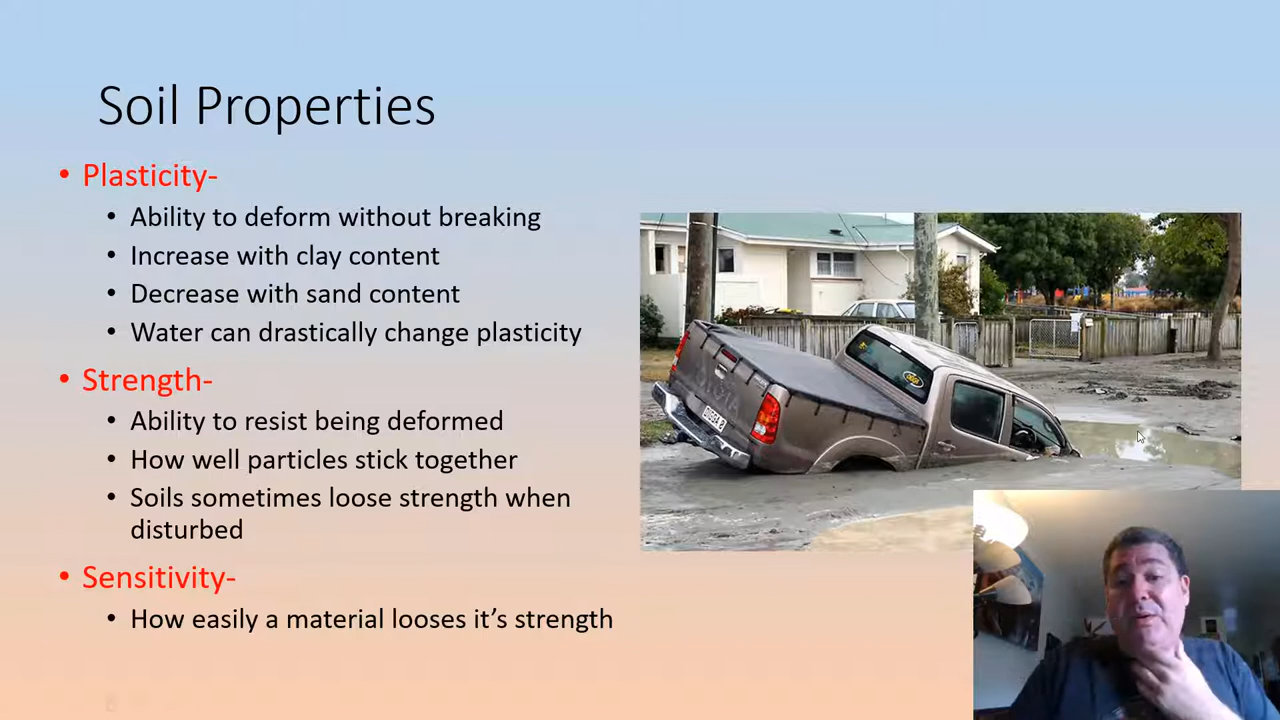 Soil Properties
• Plasticity-
• Ability to deform without breaking
• Increase with clay content
• Decrease with sand content
• Water can drastically change plasticity
• Strength-
• Ability to resist being deformed
• How well particles stick together
• Soils sometimes loose strength when
disturbed
• Sensitivity-
• How easily a material looses it’s strength